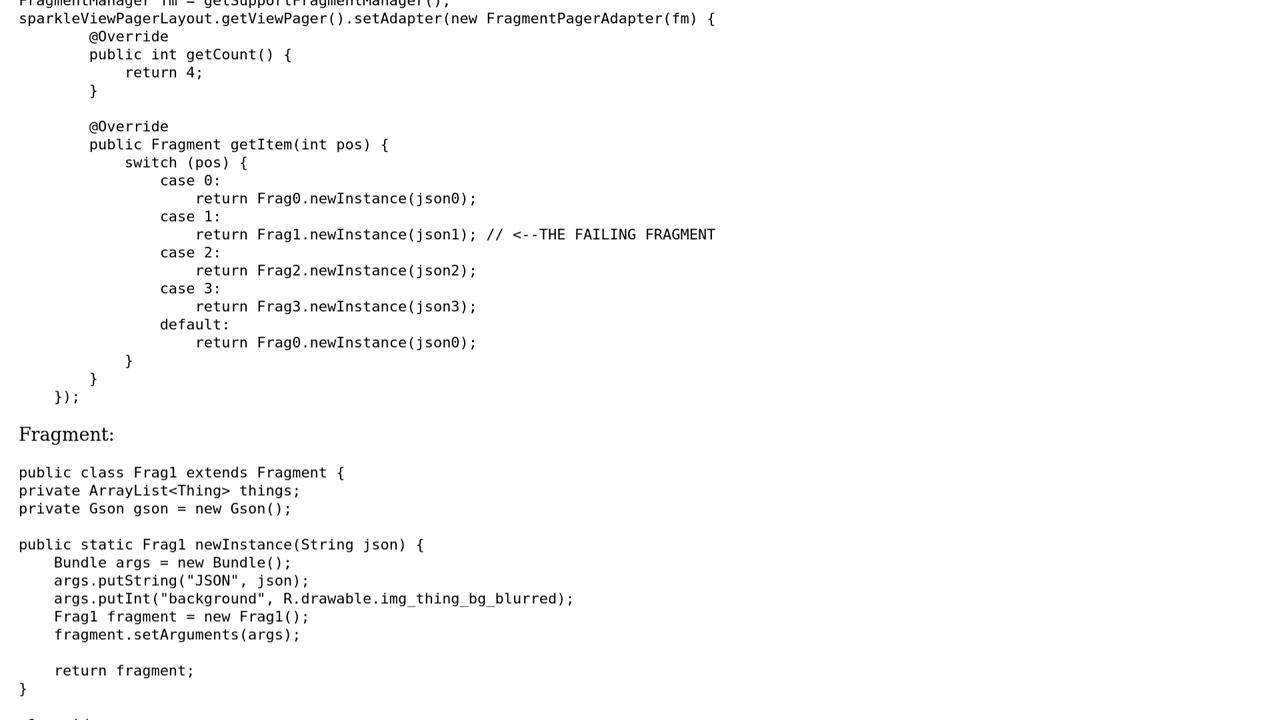 FragmentManager fm = getSupportFragmentManager();
sparkleViewPagerLayout.getViewPager().setAdapter(new FragmentPagerAdapter(fm) {
        @Override
        public int getCount() {
            return 4;
        }

        @Override
        public Fragment getItem(int pos) {
            switch (pos) {
                case 0:
                    return Frag0.newInstance(json0);
                case 1:
                    return Frag1.newInstance(json1); // <--THE FAILING FRAGMENT
                case 2:
                    return Frag2.newInstance(json2);
                case 3:
                    return Frag3.newInstance(json3);
                default:
                    return Frag0.newInstance(json0);
            }
        }
    });
Fragment:
public class Frag1 extends Fragment {
private ArrayList<Thing> things;
private Gson gson = new Gson();

public static Frag1 newInstance(String json) {
    Bundle args = new Bundle();
    args.putString("JSON", json);
    args.putInt("background", R.drawable.img_thing_bg_blurred);
    Frag1 fragment = new Frag1();
    fragment.setArguments(args);

    return fragment;
}